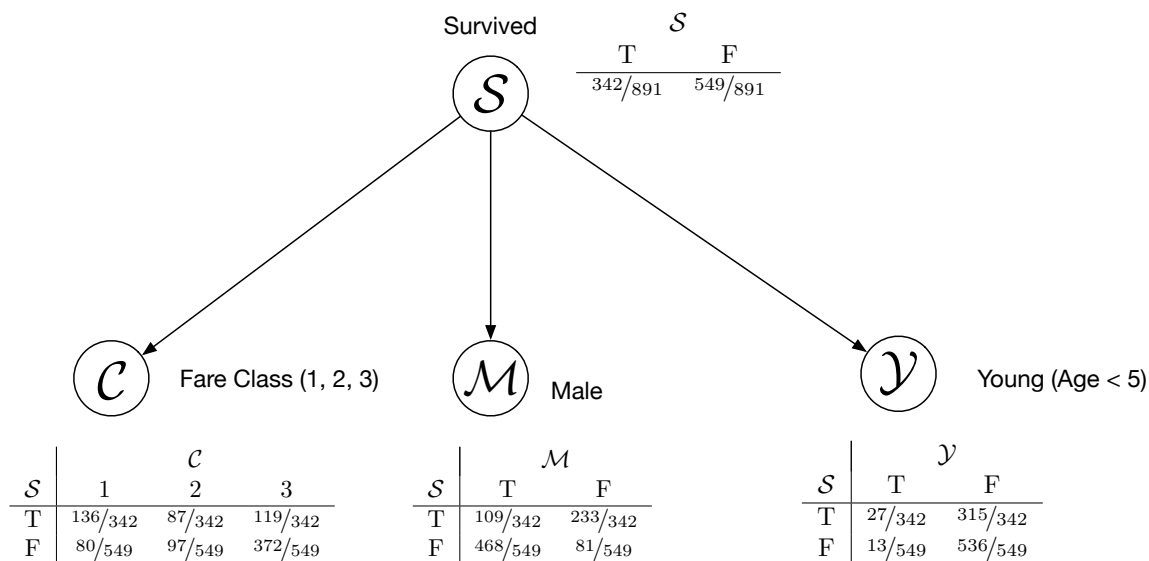 Survived
S
T F
342/891 549/891
S
C
Fare Class (1, 2, 3)
M
Male
Y
Young (Age < 5)
C
S 1 2 3
T 136/342 87/342 119/342
F 80/549 97/549 372/549
M
S T F
T 109/342 233/342
F 468/549 81/549
Y
S T F
T 27/342 315/342
F 13/549 536/549